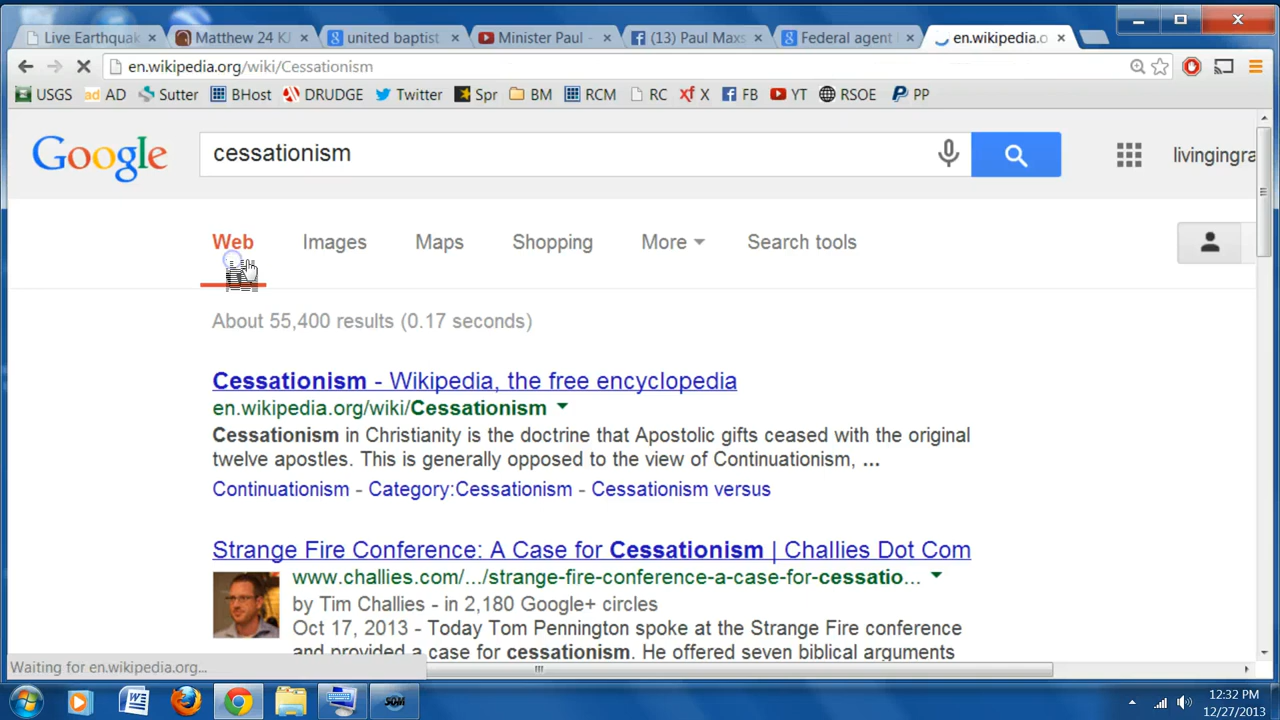 Live Earthquak
Matthew 24 KJ
united baptist
Minister Paul -
(13) Paul Maxs
Federal agent
en.wikipedia.o
en.wikipedia.org/wiki/Cessationism
USGS
ad AD
Sutter
BHost
DRUDGE
Twitter
Spr
BM
RCM
RC
xf X
FB
YT
RSOE
PP
Google
cessationism
livingingra
Web
Images
Maps
Shopping
More
Search tools
About 55,400 results (0.17 seconds)
Cessationism - Wikipedia, the free encyclopedia
en.wikipedia.org/wiki/Cessationism
Cessationism in Christianity is the doctrine that Apostolic gifts ceased with the original
twelve apostles. This is generally opposed to the view of Continuationism, ...
Continuationism - Category:Cessationism - Cessationism versus
Strange Fire Conference: A Case for Cessationism | Challies Dot Com
www.challies.com/.../strange-fire-conference-a-case-for-cessatio...
by Tim Challies - in 2,180 Google+ circles
Oct 17, 2013 - Today Tom Pennington spoke at the Strange Fire conference
and provided a case for cessationism. He offered seven biblical arguments
Waiting for en.wikipedia.org...
12:32 PM
12/27/2013